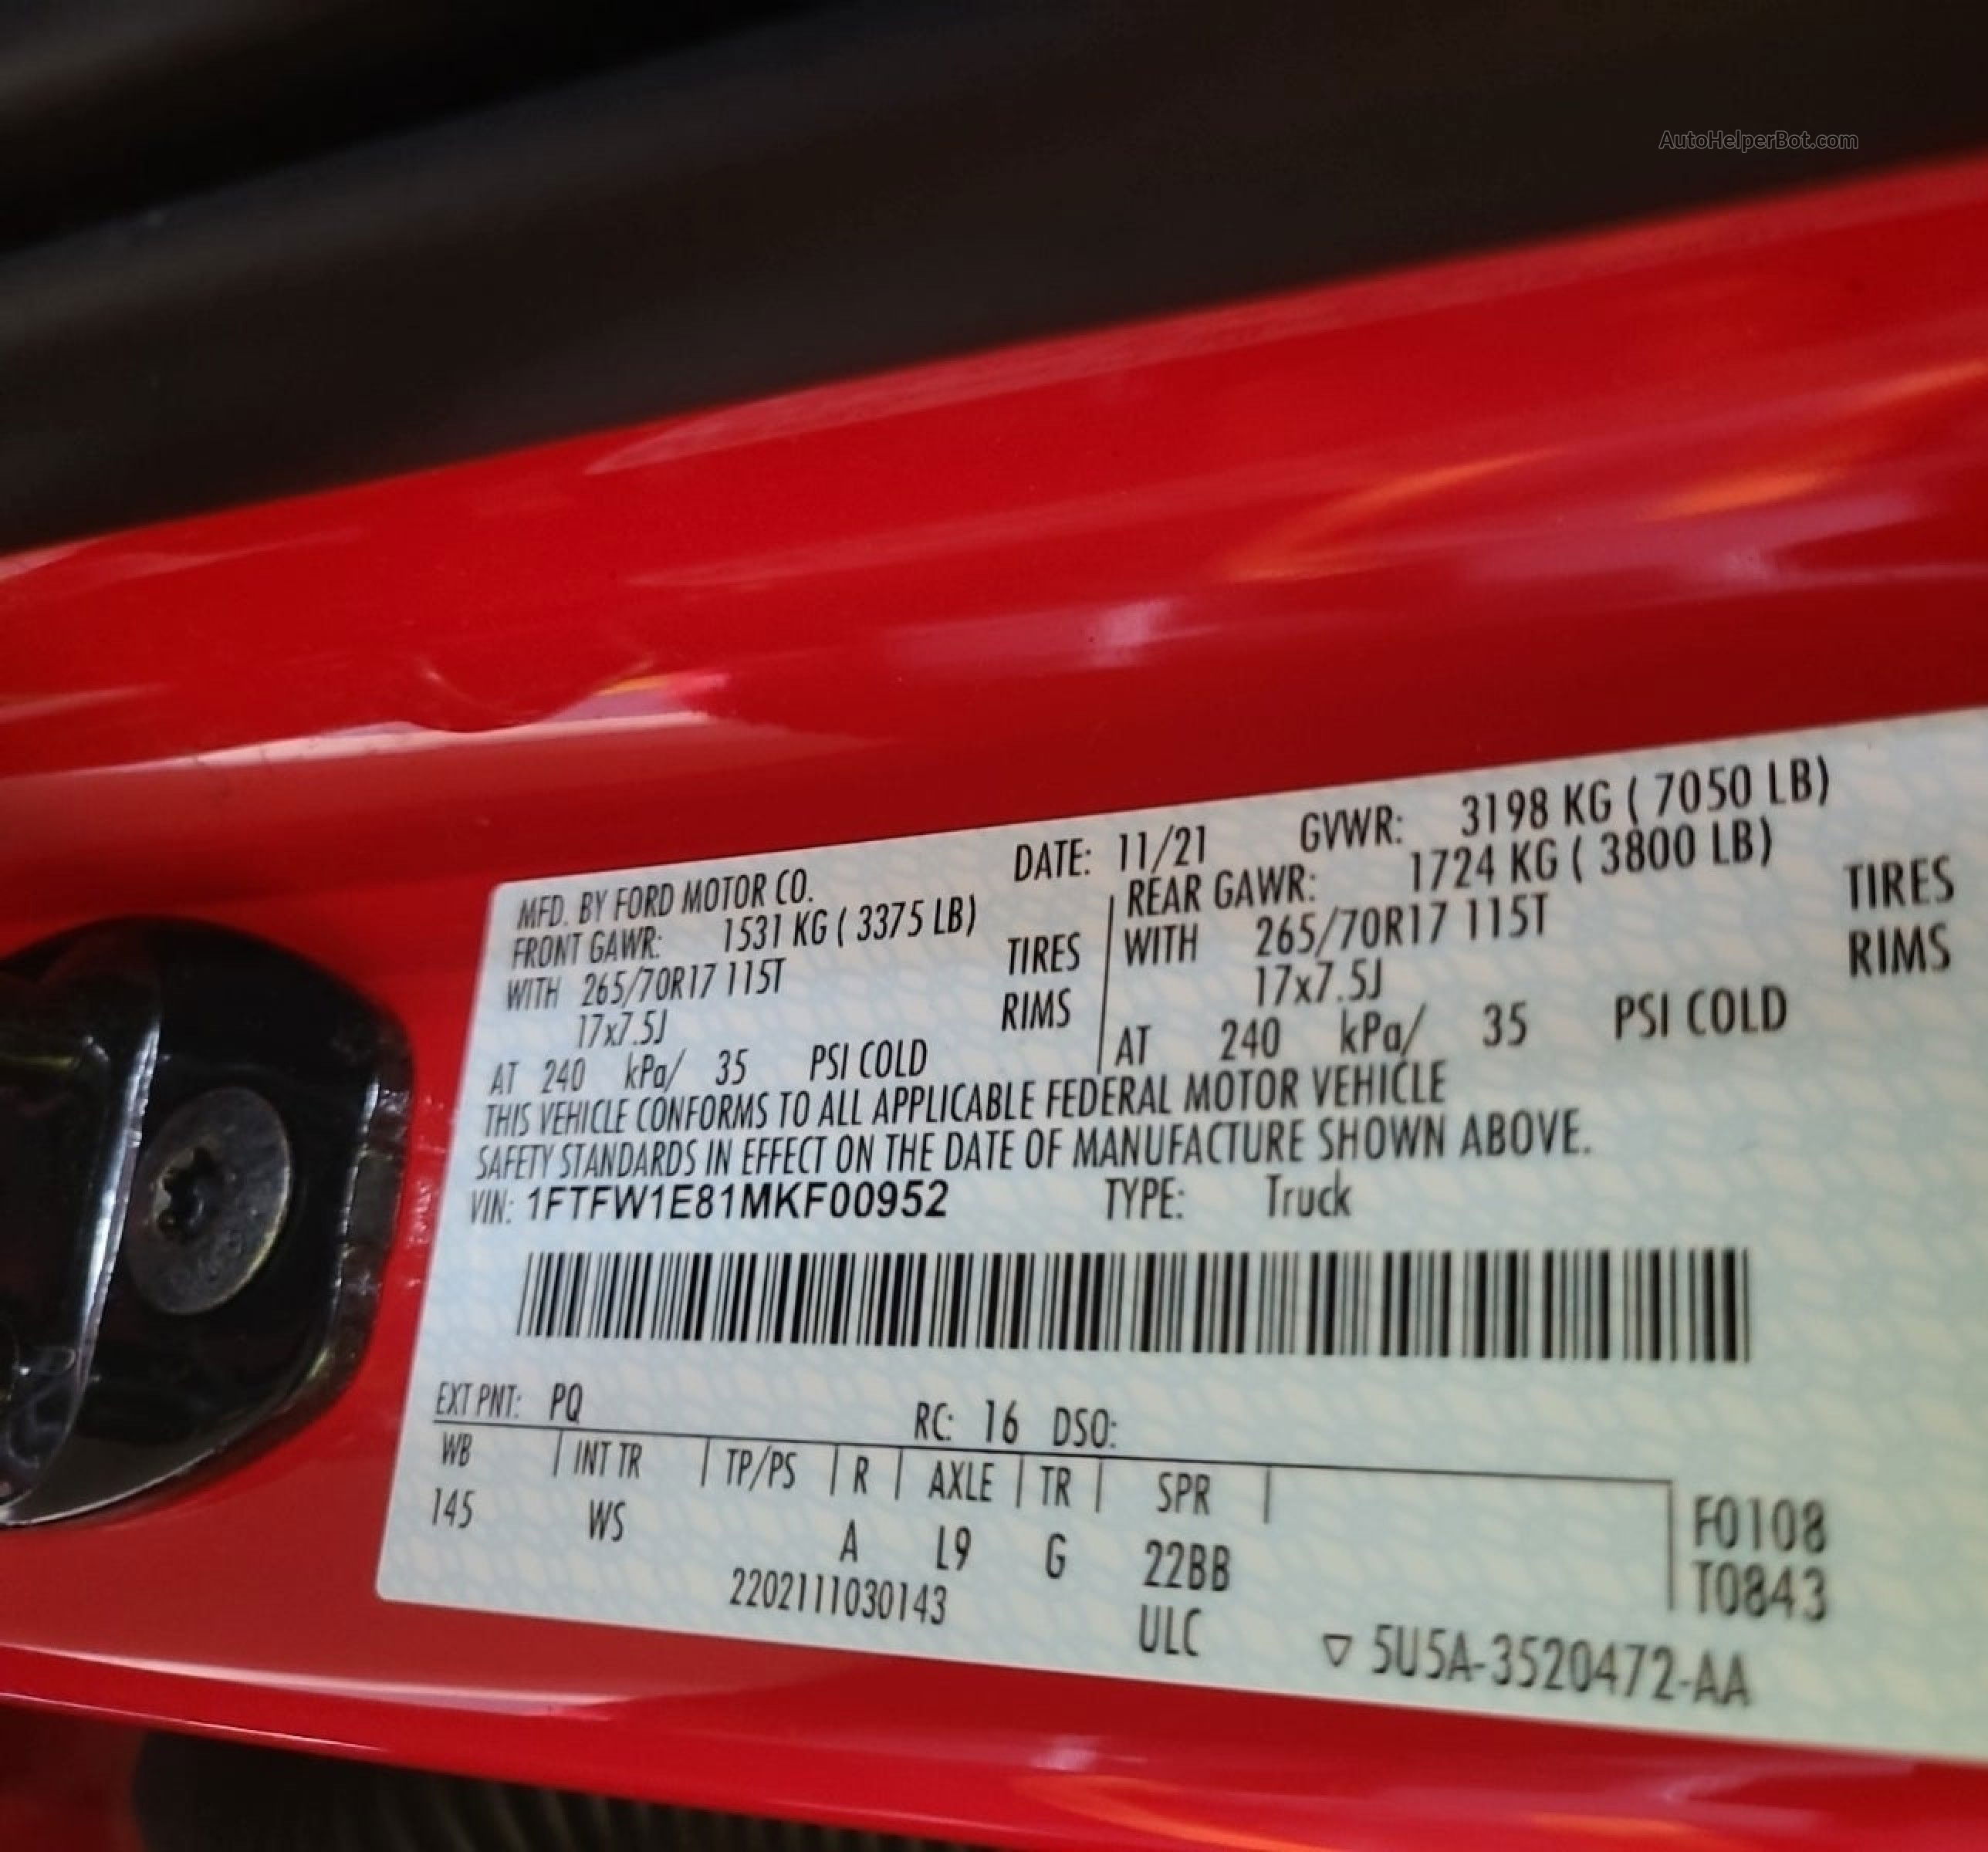 AutoHelperBot.com
MFD. BY FORD MOTOR CO. DATE: 11/21 GVWR: 3198 KG ( 7050 LB)
FRONT GAWR: 1531 KG ( 3375 LB) REAR GAWR: 1724 KG ( 3800 LB)
WITH 265/70R17 115T TIRES WITH 265/70R17 115T TIRES
17x7.5J RIMS 17x7.5J RIMS
AT 240 kPa/ 35 PSI COLD AT 240 kPa/ 35 PSI COLD
THIS VEHICLE CONFORMS TO ALL APPLICABLE FEDERAL MOTOR VEHICLE
SAFETY STANDARDS IN EFFECT ON THE DATE OF MANUFACTURE SHOWN ABOVE.
VIN: 1FTFW1E81MKF00952 TYPE: Truck
EXT PNT: PQ RC: 16 DSO:
WB INT TR TP/PS R AXLE TR SPR
145 WS A L9 G 22BB F0108
2202111030143 ULC T0843
▽ 5U5A-3520472-AA